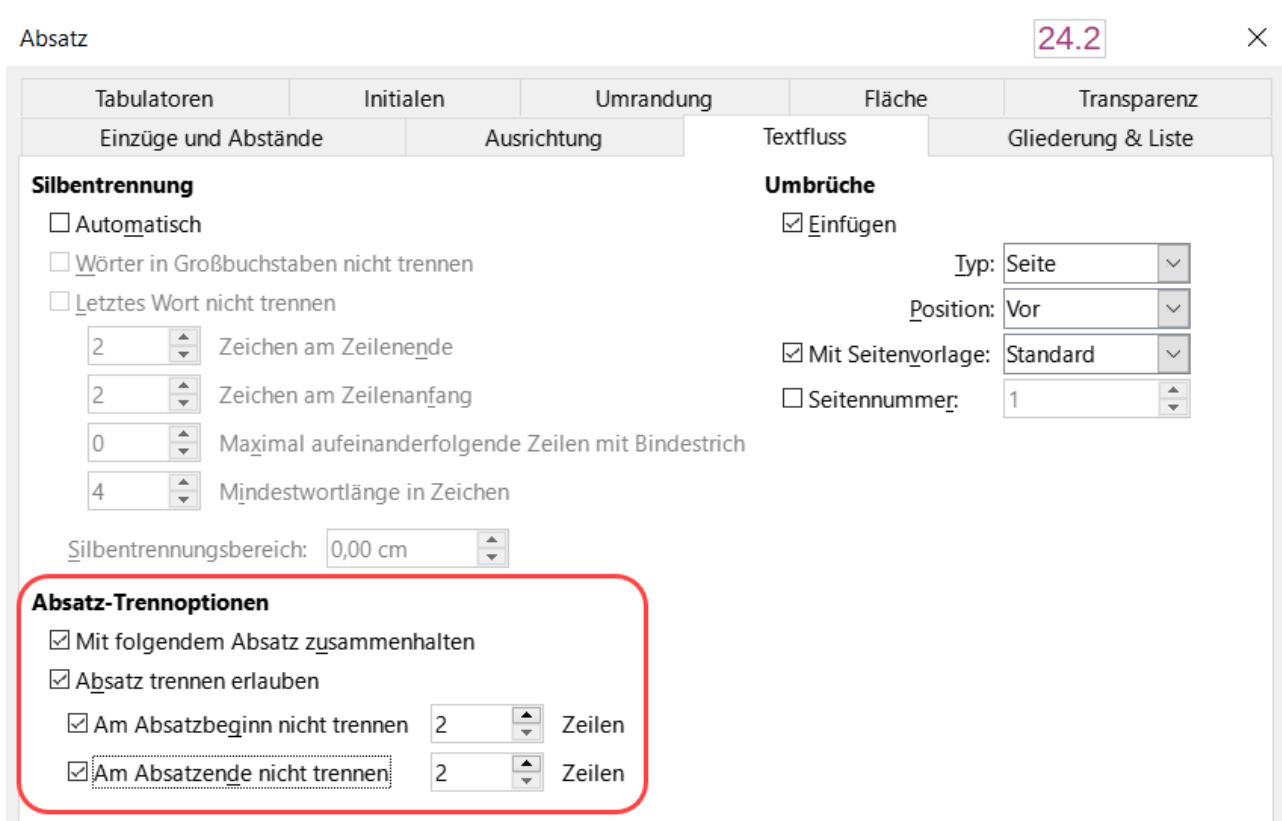 Absatz 24.2
Tabulatoren Initialen Umrandung Fläche Transparenz
Einzüge und Abstände Ausrichtung Textfluss Gliederung & Liste
Silbentrennung
Automatisch
Wörter in Großbuchstaben nicht trennen
Letztes Wort nicht trennen
2 Zeichen am Zeilenende
2 Zeichen am Zeilenanfang
0 Maximal aufeinanderfolgende Zeilen mit Bindestrich
4 Mindestwortlänge in Zeichen
Silbentrennungsbereich: 0,00 cm
Absatz-Trennoptionen
Mit folgendem Absatz zusammenhalten
Absatz trennen erlauben
Am Absatzbeginn nicht trennen 2 Zeilen
Am Absatzende nicht trennen 2 Zeilen
Umbrüche
Einfügen
Typ: Seite
Position: Vor
Mit Seitenvorlage: Standard
Seitennummer: 1